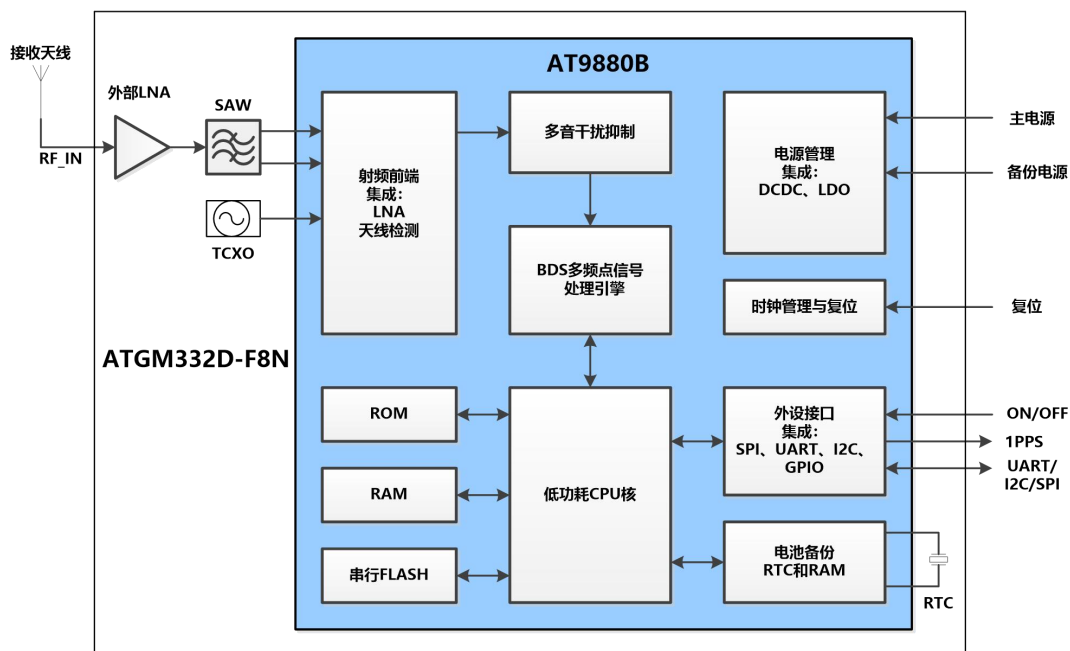 接收天线
RF_IN
外部LNA
SAW
TCXO
ATGM332D-F8N
AT9880B
射频前端
集成：
LNA
天线检测
多音干扰抑制
BDS多频点信号
处理引擎
电源管理
集成：
DCDC、LDO
时钟管理与复位
ROM
RAM
串行FLASH
低功耗CPU核
外设接口
集成：
SPI、UART、I2C、
GPIO
电池备份
RTC和RAM
主电源
备份电源
复位
ON/OFF
1PPS
UART/
I2C/SPI
RTC